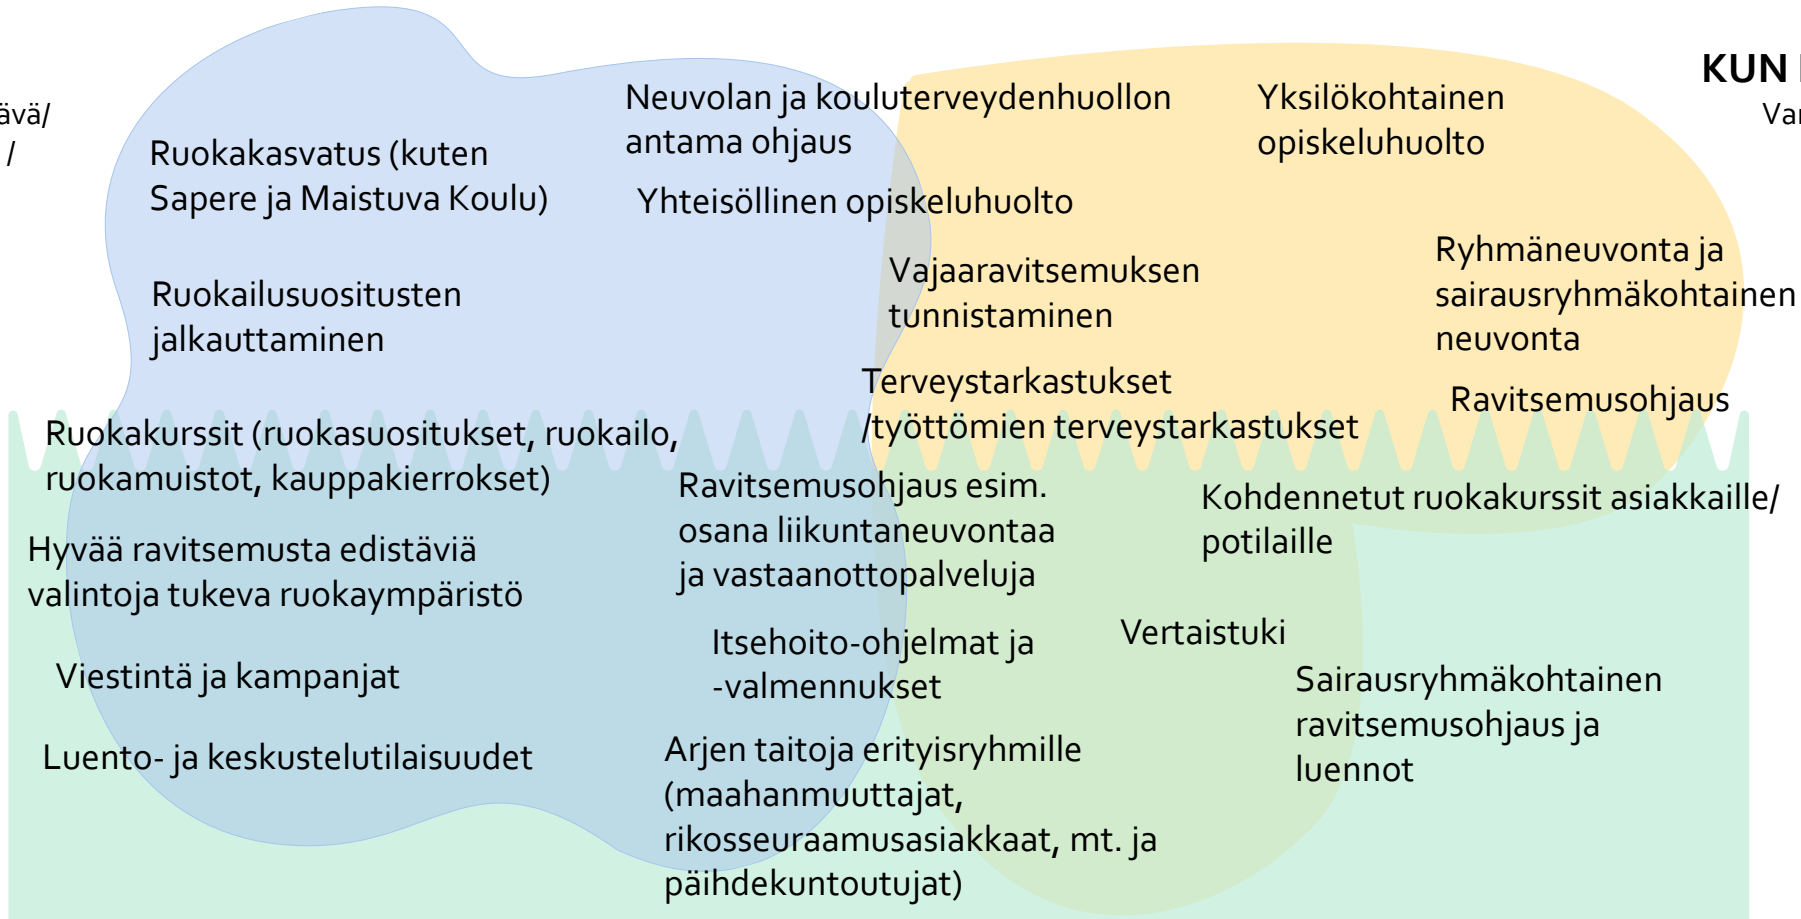 KUN
ävä/
/
Neuvolan ja kouluterveydenhuollon
antama ohjaus
Yksilökohtainen
opiskeluhuolto
Ruokakasvatus (kuten
Sapere ja Maistuva Koulu)
Yhteisöllinen opiskeluhuolto
Ryhmäneuvonta ja
sairausryhmäkohtainen
neuvonta
Vajaaravitsemuksen
tunnistaminen
Ruokailusuositusten
jalkauttaminen
Terveystarkastukset
/työttömien terveystarkastukset
Ravitsemusohjaus
Ruokakurssit (ruokasuositukset, ruokailo,
ruokamuistot, kauppakierrokset)
Ravitsemusohjaus esim.
osana liikuntaneuvontaa
ja vastaanottopalveluja
Kohdennetut ruokakurssit asiakkaille/
potilaille
Hyvää ravitsemusta edistäviä
valintoja tukeva ruokaympäristö
Itsehoito-ohjelmat ja
-valmennukset
Vertaistuki
Viestintä ja kampanjat
Sairausryhmäkohtainen
ravitsemusohjaus ja
luennot
Luento- ja keskustelutilaisuudet
Arjen taitoja erityisryhmille
(maahanmuuttajat,
rikosseuraamusasiakkaat, mt. ja
päihdekuntoutujat)